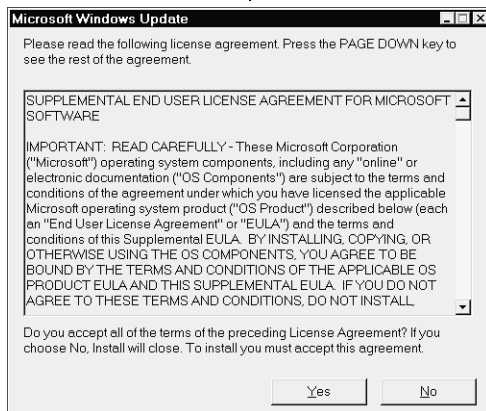 Microsoft Windows Update
Please read the following license agreement. Press the PAGE DOWN key to
see the rest of the agreement.
SUPPLEMENTAL END USER LICENSE AGREEMENT FOR MICROSOFT
SOFTWARE
IMPORTANT: READ CAREFULLY - These Microsoft Corporation
("Microsoft") operating system components, including any "online" or
electronic documentation ("OS Components") are subject to the terms and
conditions of the agreement under which you have licensed the applicable
Microsoft operating system product ("OS Product") described below (each
an "End User License Agreement" or "EULA") and the terms and
conditions of this Supplemental EULA. BY INSTALLING, COPYING, OR
OTHERWISE USING THE OS COMPONENTS, YOU AGREE TO BE
BOUND BY THE TERMS AND CONDITIONS OF THE APPLICABLE OS
PRODUCT EULA AND THIS SUPPLEMENTAL EULA. IF YOU DO NOT
AGREE TO THESE TERMS AND CONDITIONS, DO NOT INSTALL,
Do you accept all of the terms of the preceding License Agreement? If you
choose No, Install will close. To install you must accept this agreement.
Yes No